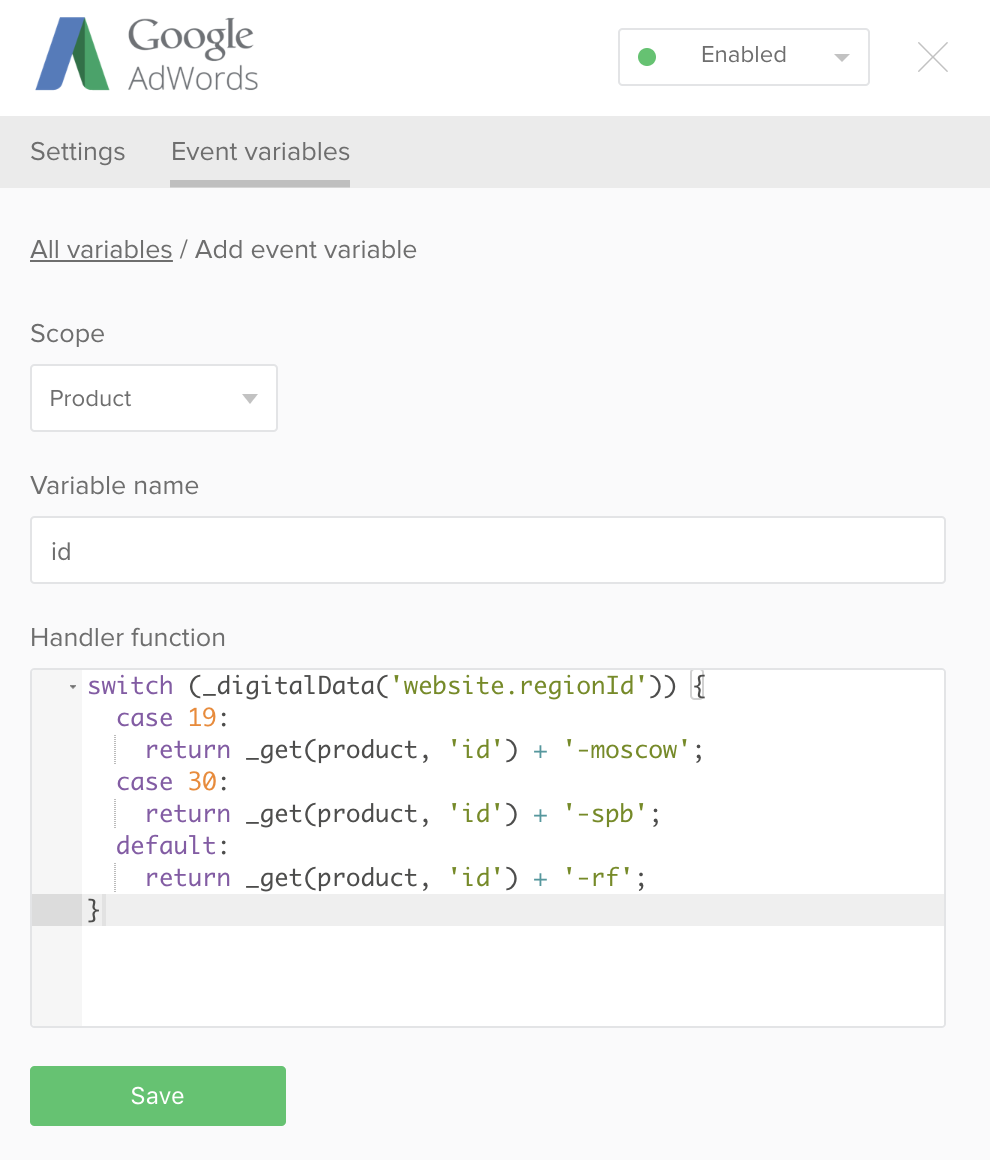 Google
AdWords
Enabled
Settings
Event variables
All variables / Add event variable
Scope
Product
Variable name
id
Handler function
switch (_digitalData('website.regionId')) {
  case 19:
    return _get(product, 'id') + '-moscow';
  case 30:
    return _get(product, 'id') + '-spb';
  default:
    return _get(product, 'id') + '-rf';
}
Save